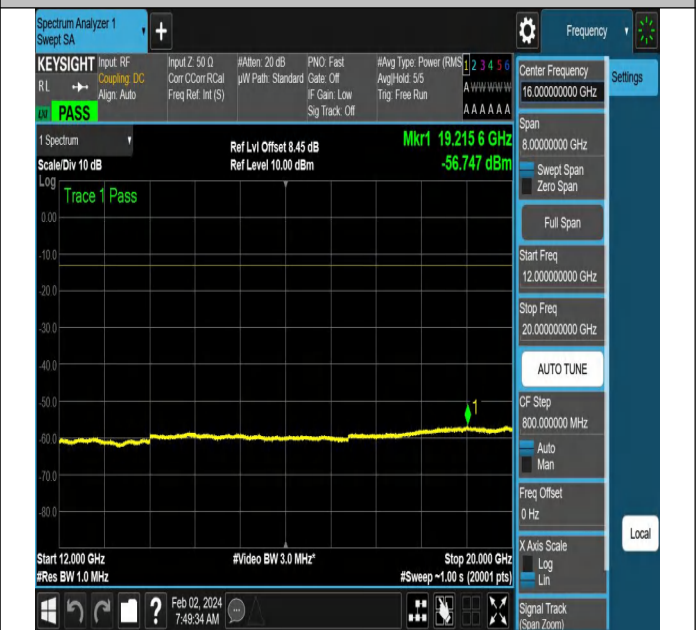 Spectrum Analyzer 1
Swept SA
+
Frequency
KEYSIGHT
RL
PASS
Input: RF
Coupling: DC
Align: Auto
Input Z: 50 Ω
Corr CCorr RCal
Freq Ref: Int (S)
#Atten: 20 dB
µW Path: Standard
PNO: Fast
Gate: Off
IF Gain: Low
Sig Track: Off
#Avg Type: Power (RMS
Avg|Hold: 5/5
Trig: Free Run
1 2 3 4 5 6
A W W W W W
A A A A A A
1 Spectrum
Scale/Div 10 dB
Ref Lvl Offset 8.45 dB
Ref Level 10.00 dBm
Mkr1 19.215 6 GHz
-56.747 dBm
Log
Trace 1 Pass
0.00
-10.0
-20.0
-30.0
-40.0
-50.0
-60.0
-70.0
-80.0
1
Start 12.000 GHz
#Res BW 1.0 MHz
#Video BW 3.0 MHz*
Stop 20.000 GHz
#Sweep ~1.00 s (20001 pts)
?
Feb 02, 2024
7:49:34 AM
Center Frequency
16.000000000 GHz
Span
8.00000000 GHz
Swept Span
Zero Span
Full Span
Start Freq
12.000000000 GHz
Stop Freq
20.000000000 GHz
AUTO TUNE
CF Step
800.000000 MHz
Auto
Man
Freq Offset
0 Hz
X Axis Scale
Log
Lin
Signal Track
(Span Zoom)
Settings
Local